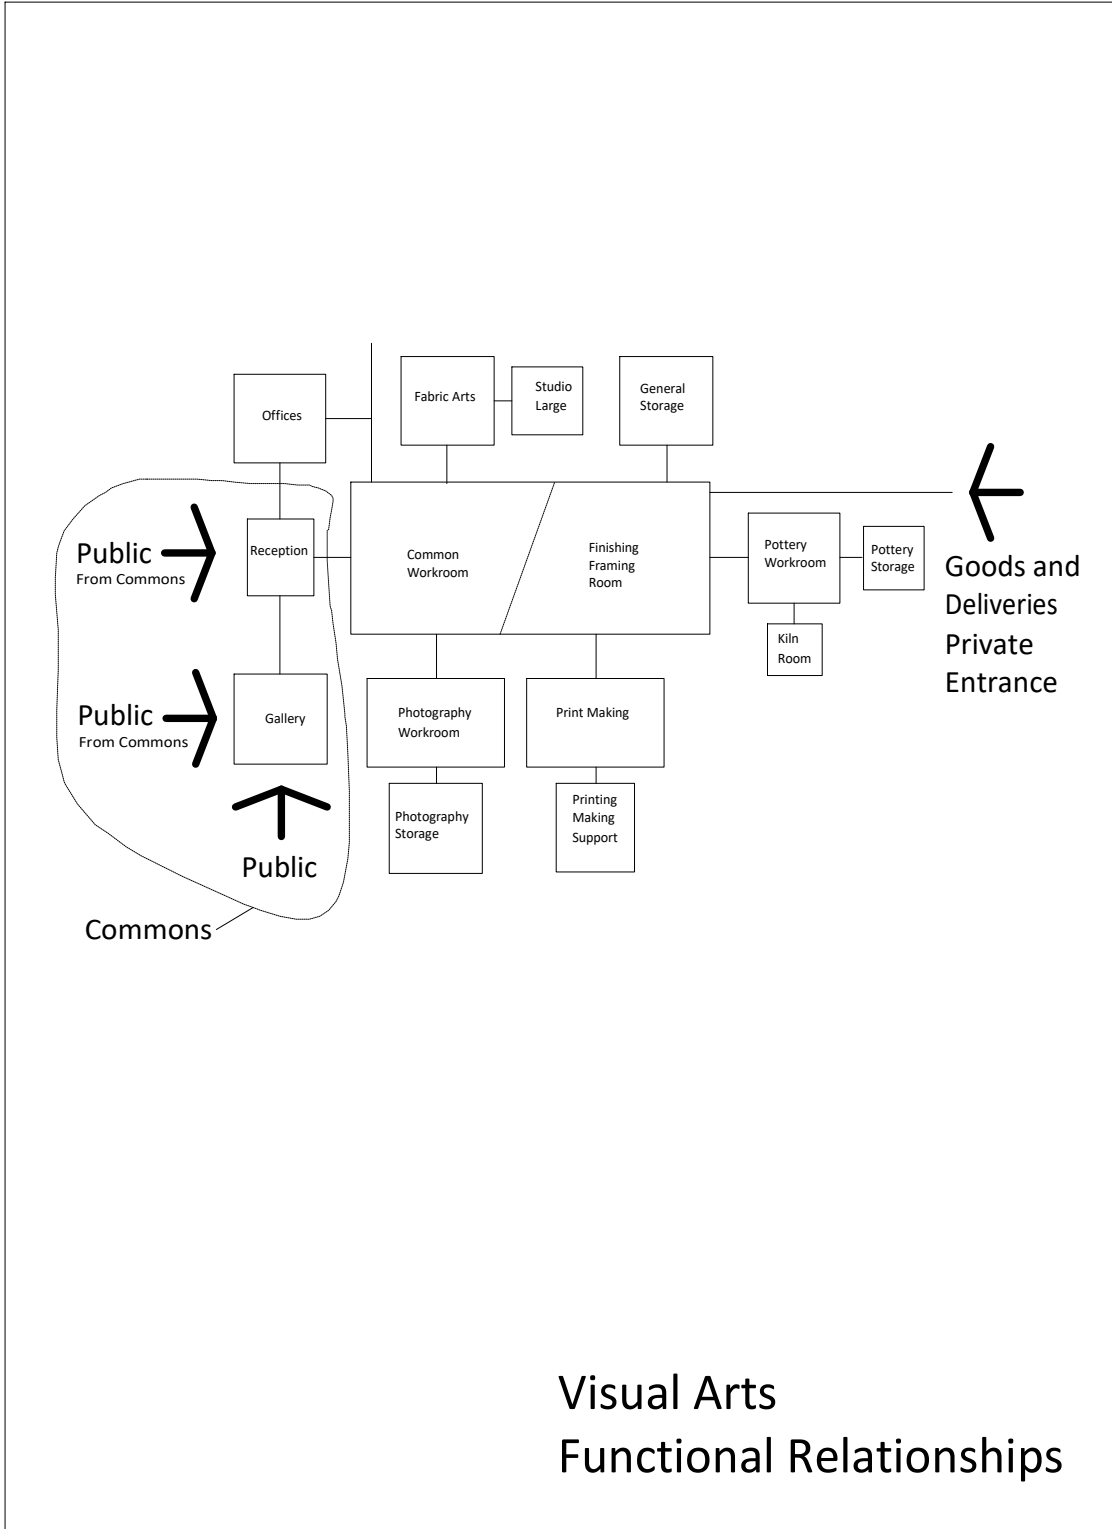 Offices
Fabric Arts
Studio
Large
General
Storage
Public
From Commons
Reception
Common
Workroom
Finishing
Framing
Room
Pottery
Workroom
Pottery
Storage
Goods and
Deliveries
Private
Entrance
Kiln
Room
Public
From Commons
Gallery
Photography
Workroom
Print Making
Photography
Storage
Printing
Making
Support
Public
Commons
Visual Arts
Functional Relationships